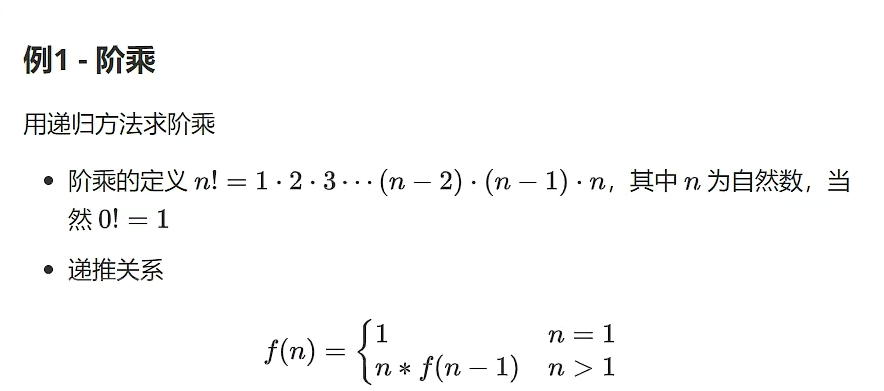 例1 - 阶乘
用递归方法求阶乘
• 阶乘的定义 n! = 1 · 2 · 3 ··· (n − 2) · (n − 1) · n，其中 n 为自然数，当
然 0! = 1
• 递推关系
f(n) = { 1 n = 1
n * f(n − 1) n > 1